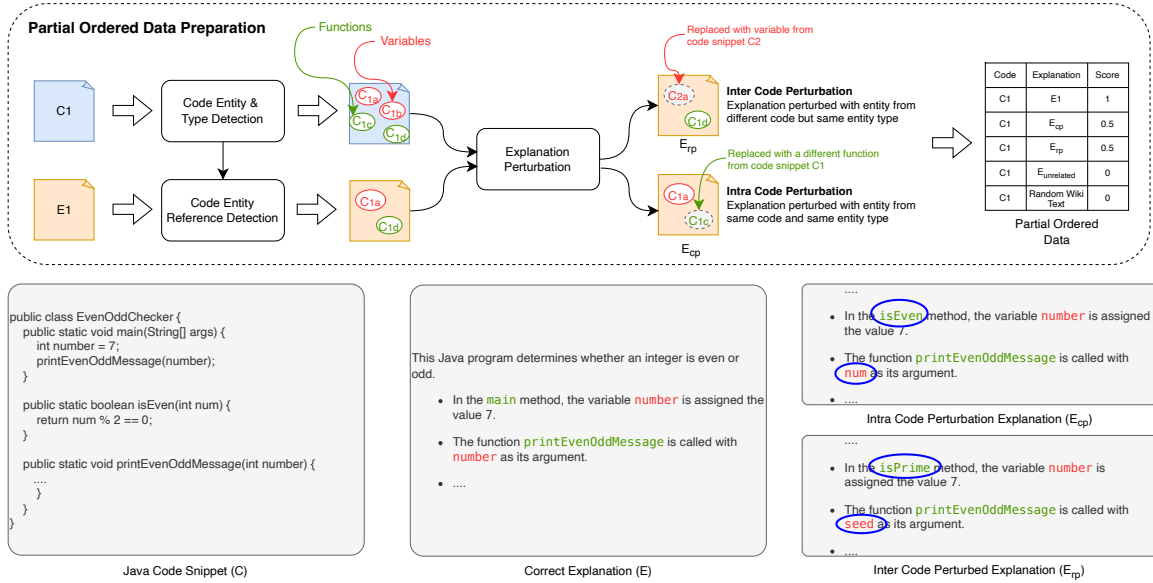 Partial Ordered Data Preparation
Functions
Variables
Replaced with variable from
code snippet C2
C1
Code Entity &
Type Detection
C1a
C1b
C1c
C1d
E1
Code Entity
Reference Detection
C1a
C1d
Explanation
Perturbation
C2a
C1d
Erp
Inter Code Perturbation
Explanation perturbed with entity from
different code but same entity type
Replaced with a different function
from code snippet C1
C1a
C1c
Ecp
Intra Code Perturbation
Explanation perturbed with entity from
same code and same entity type
Code Explanation Score
C1 E1 1
C1 Ecp 0.5
C1 Erp 0.5
C1 Eunrelated 0
C1 Random Wiki Text 0
Partial Ordered
Data
public class EvenOddChecker {
public static void main(String[] args) {
int number = 7;
printEvenOddMessage(number);
}
public static boolean isEven(int num) {
return num % 2 == 0;
}
public static void printEvenOddMessage(int number) {
....
}
}
}
Java Code Snippet (C)
This Java program determines whether an integer is even or
odd.
• In the main method, the variable number is assigned the
value 7.
• The function printEvenOddMessage is called with
number as its argument.
• ....
Correct Explanation (E)
....
• In the isEven method, the variable number is assigned
the value 7.
• The function printEvenOddMessage is called with
num as its argument.
• ....
Intra Code Perturbation Explanation (Ecp)
....
• In the isPrime method, the variable number is
assigned the value 7.
• The function printEvenOddMessage is called with
seed as its argument.
• ....
Inter Code Perturbed Explanation (Erp)